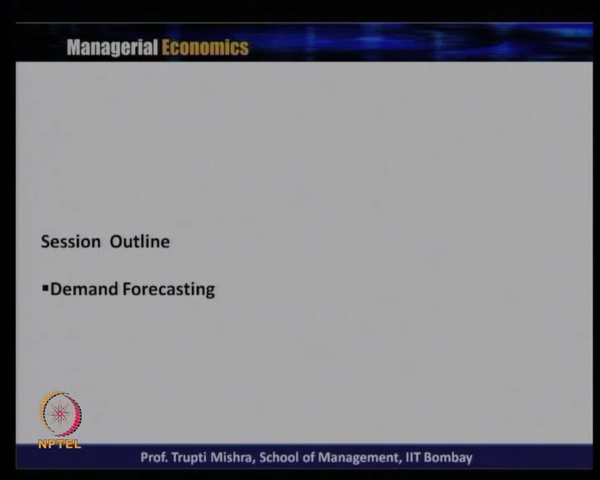 Managerial Economics
Session Outline
▪Demand Forecasting
NPTEL
Prof. Trupti Mishra, School of Management, IIT Bombay